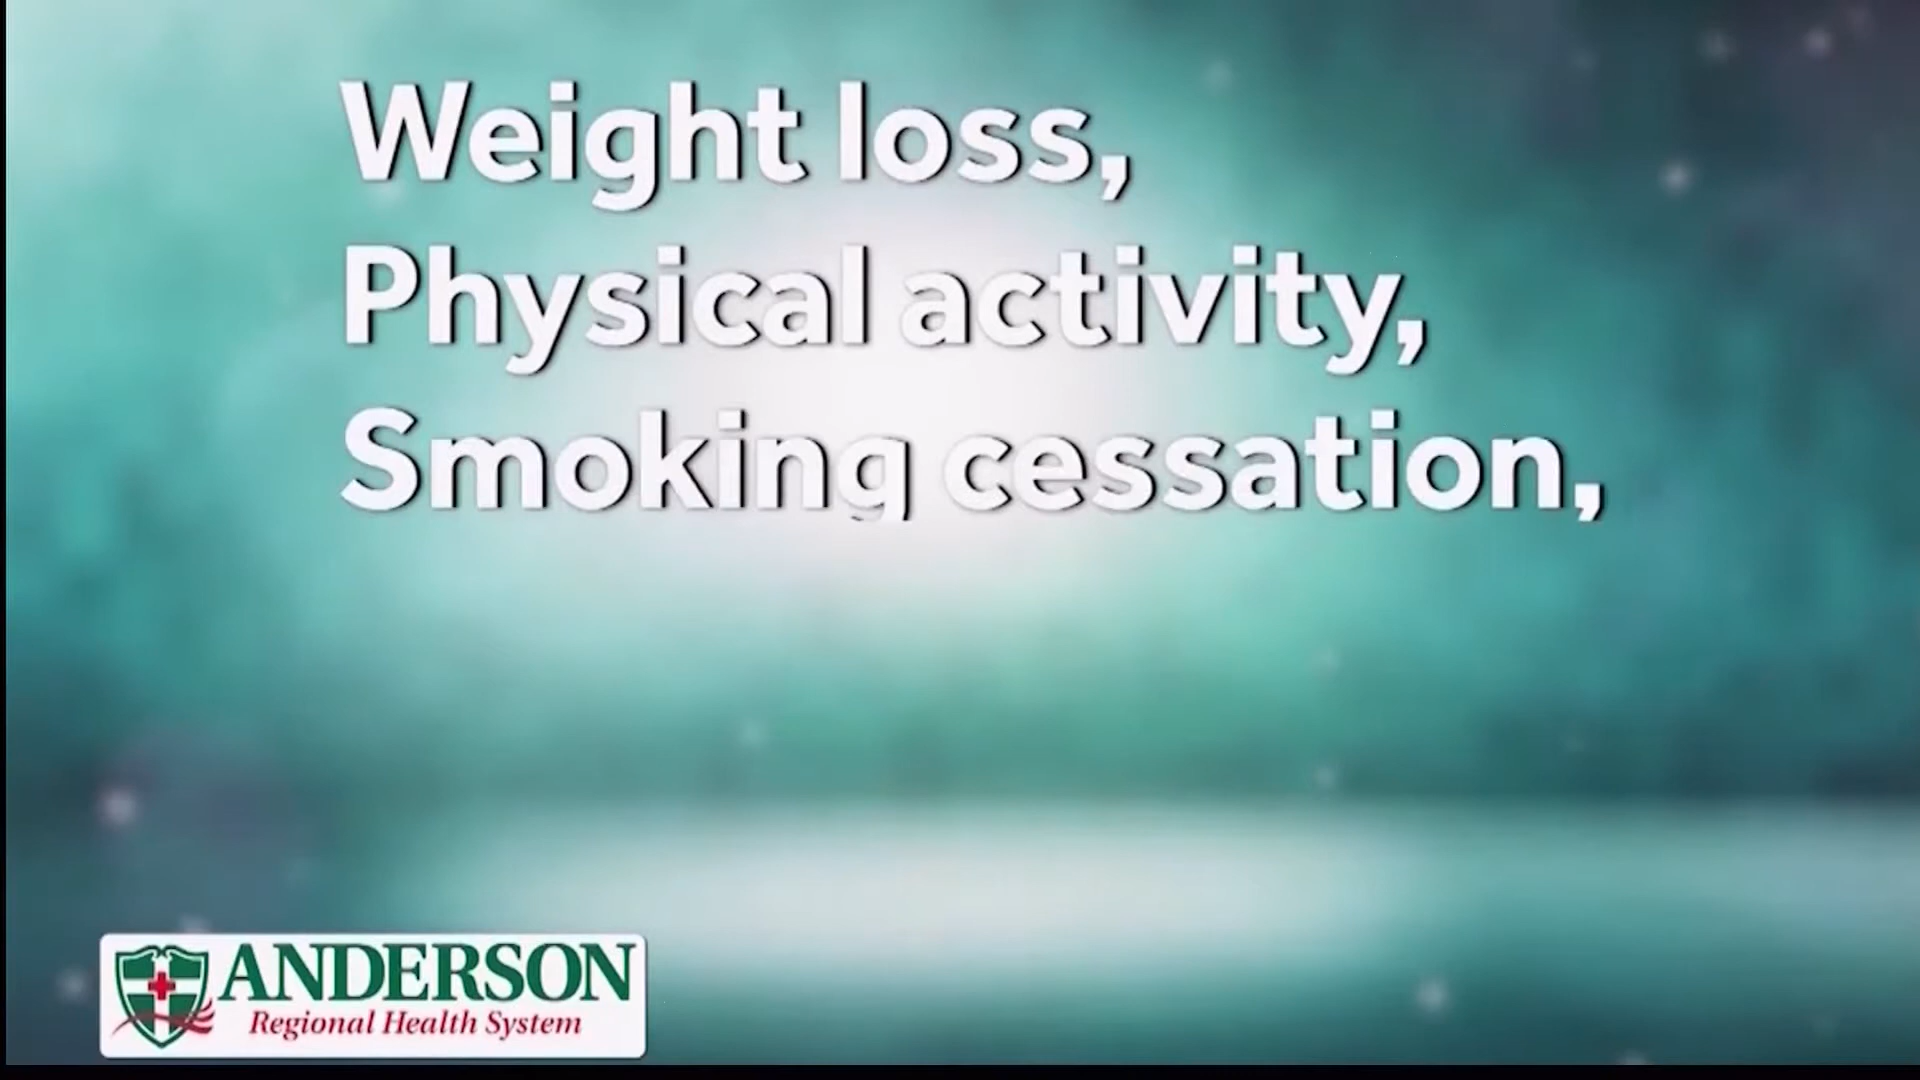 Weight loss,
Physical activity,
Smoking cessation,
ANDERSON
Regional Health System